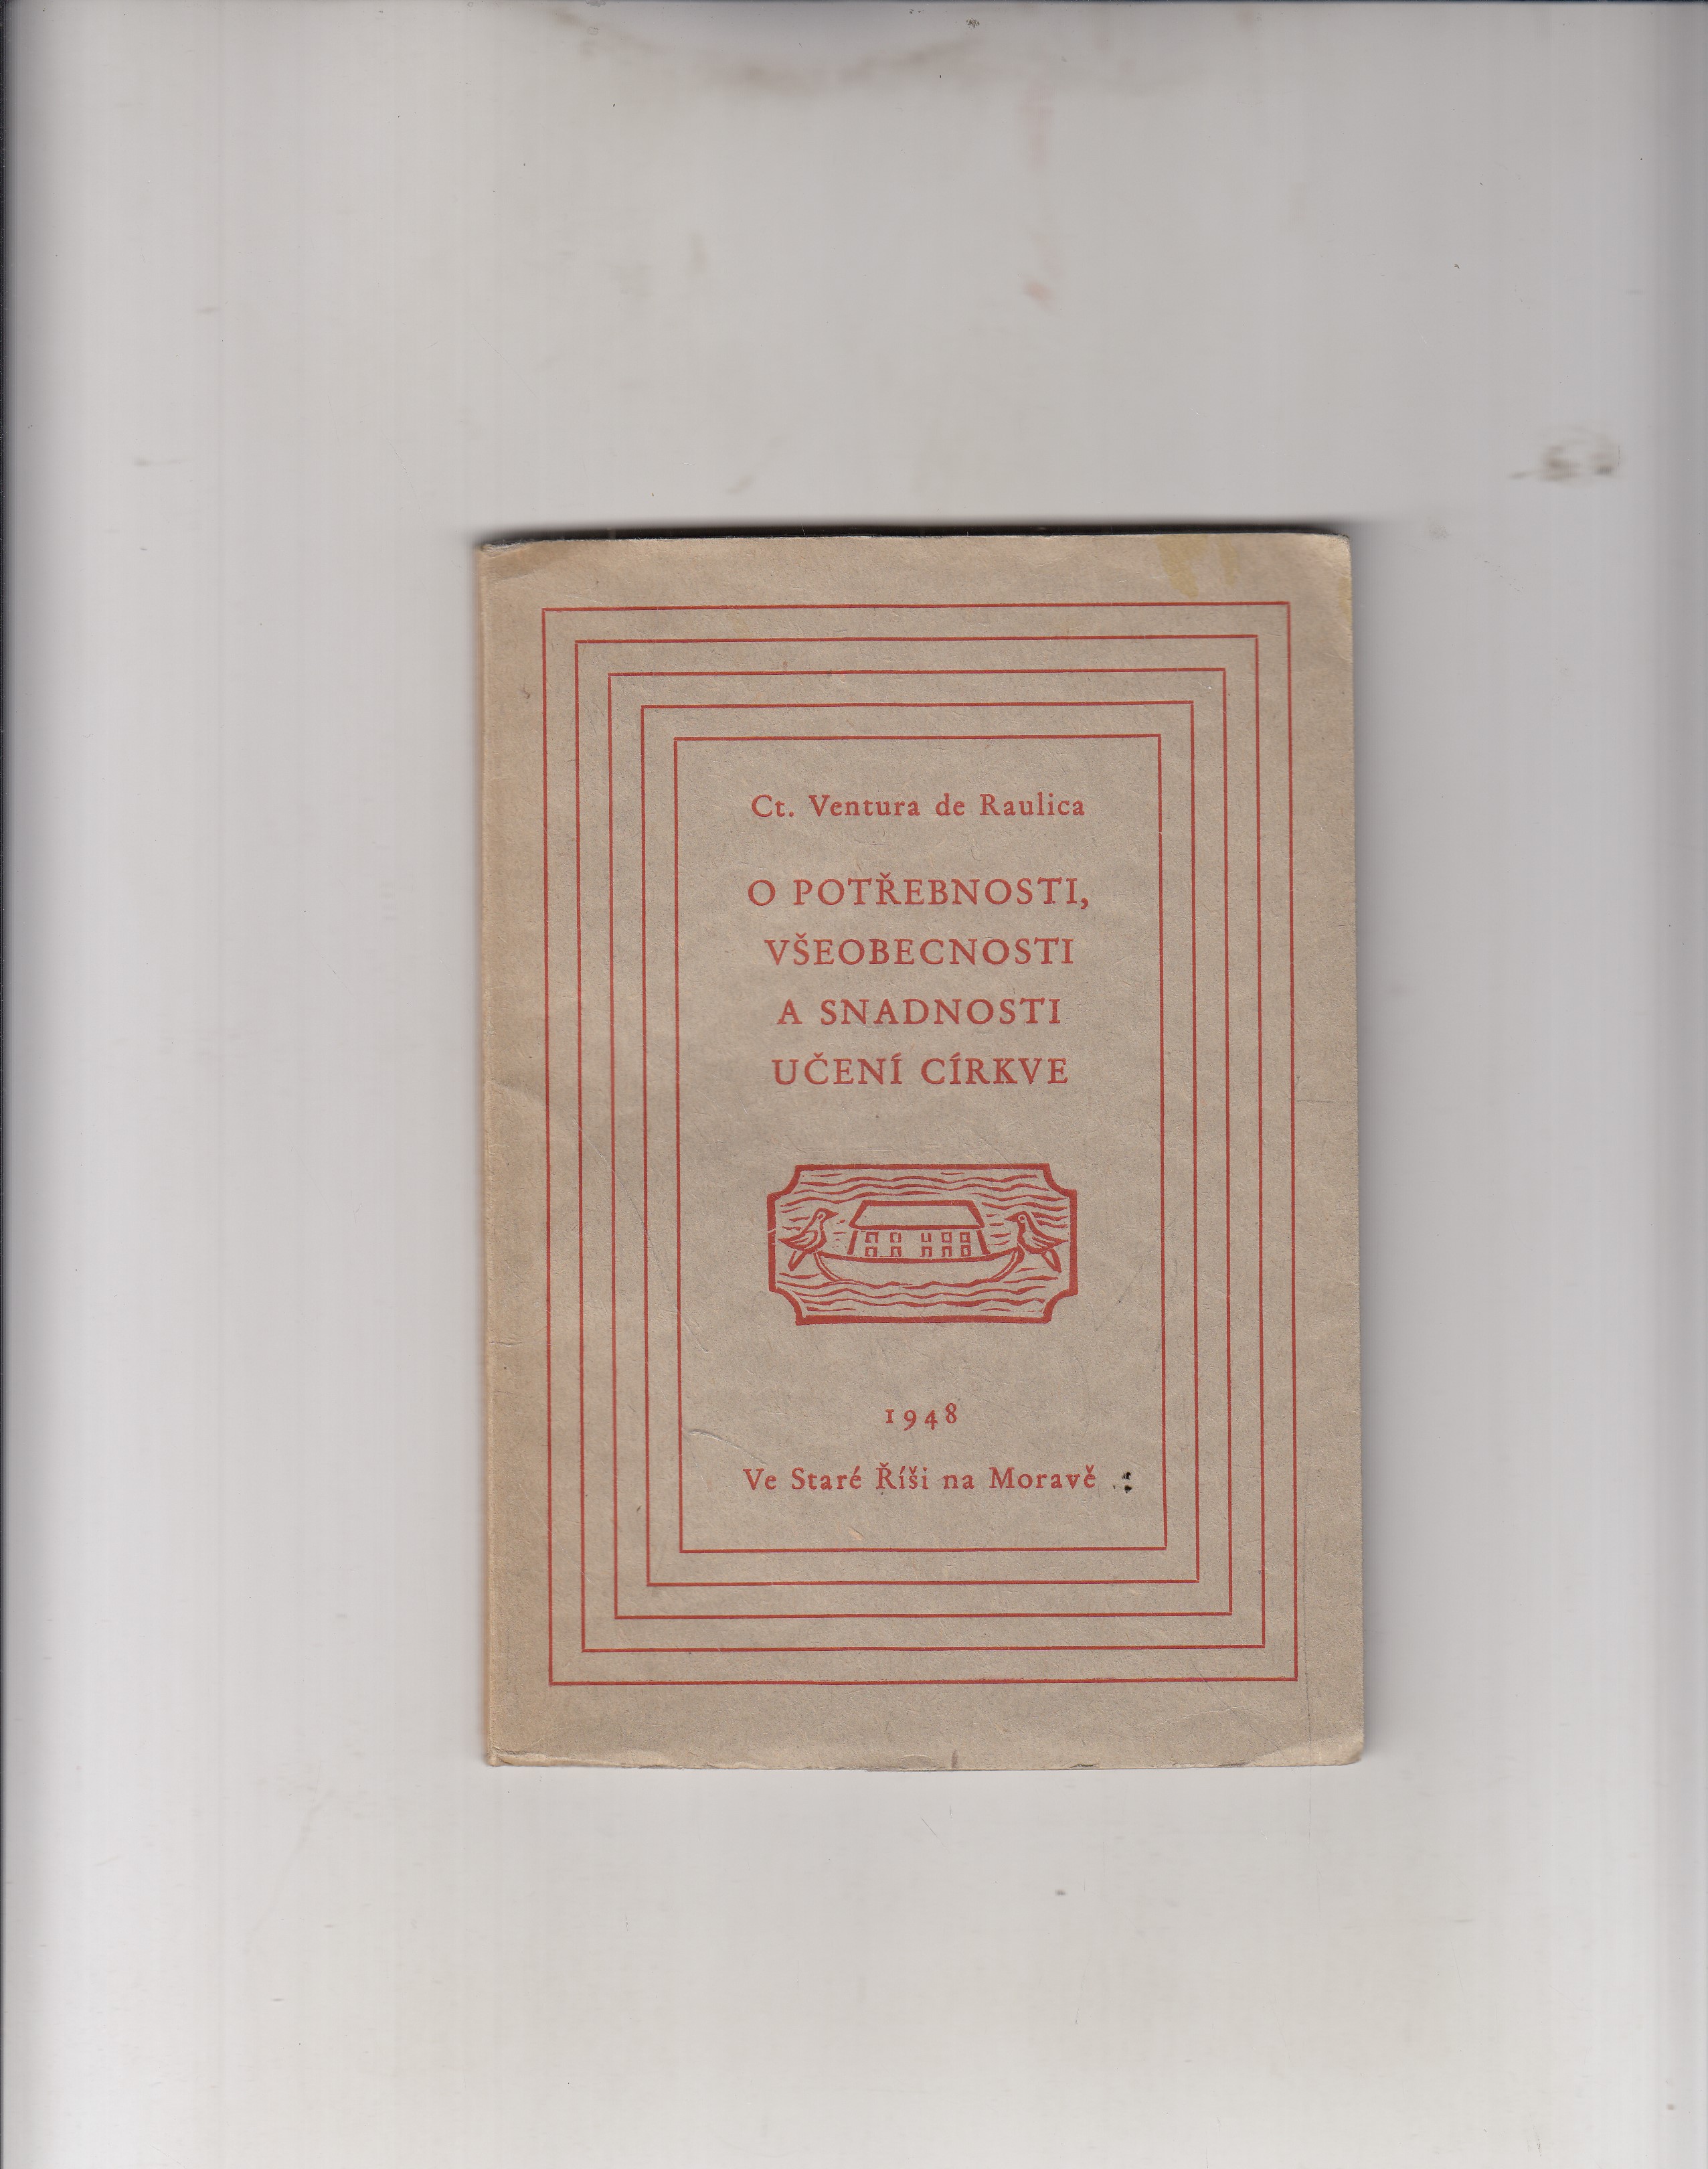 Ct. Ventura de Raulica
O POTŘEBNOSTI,
VŠEOBECNOSTI
A SNADNOSTI
UČENÍ CÍRKVE
1948
Ve Staré Říši na Moravě